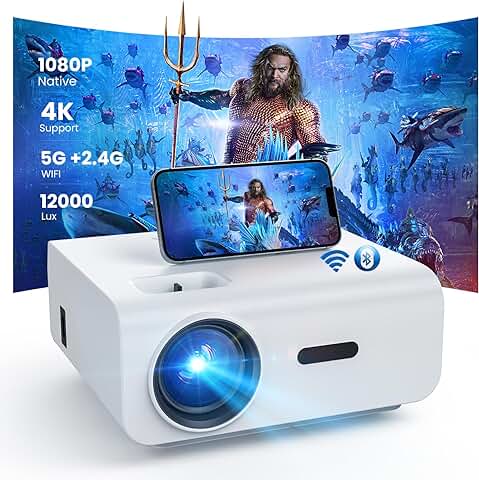 1080P
Native
4K
Support
5G +2.4G
WIFI
12000
Lux